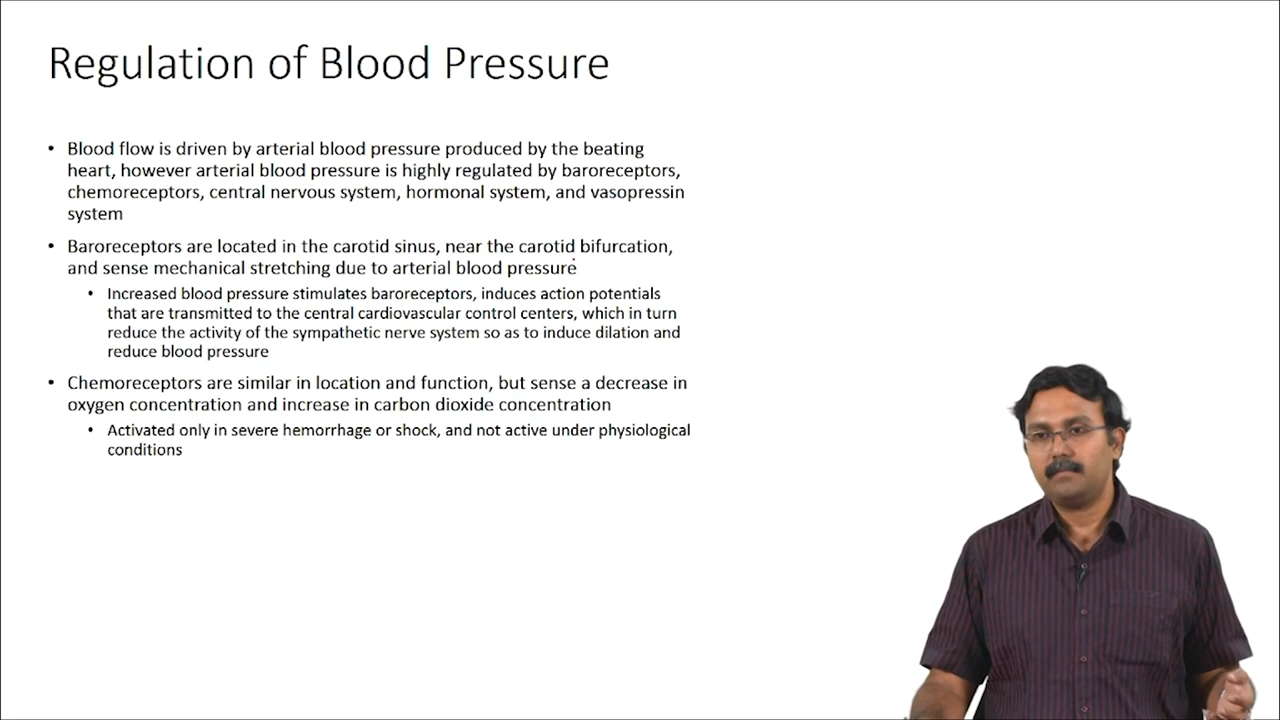 Regulation of Blood Pressure
• Blood flow is driven by arterial blood pressure produced by the beating
heart, however arterial blood pressure is highly regulated by baroreceptors,
chemoreceptors, central nervous system, hormonal system, and vasopressin
system
• Baroreceptors are located in the carotid sinus, near the carotid bifurcation,
and sense mechanical stretching due to arterial blood pressure
• Increased blood pressure stimulates baroreceptors, induces action potentials
that are transmitted to the central cardiovascular control centers, which in turn
reduce the activity of the sympathetic nerve system so as to induce dilation and
reduce blood pressure
• Chemoreceptors are similar in location and function, but sense a decrease in
oxygen concentration and increase in carbon dioxide concentration
• Activated only in severe hemorrhage or shock, and not active under physiological
conditions